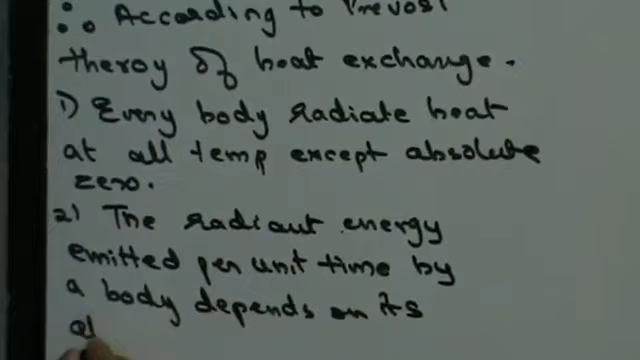 ∴ According to Prevost
theroy of heat exchange.
1) Every body radiate heat
at all temp except absolute
zero.
2) The radiant energy
emitted per unit time by
a body depends on its